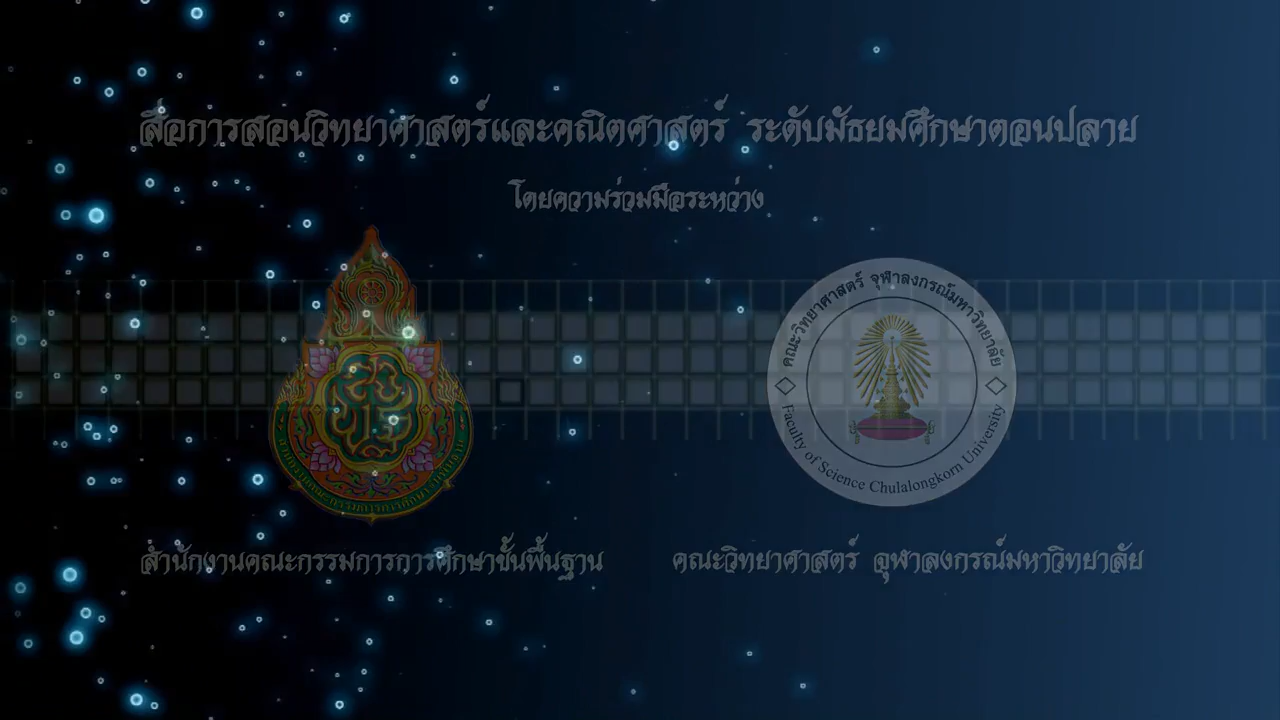 สื่อการสอนวิทยาศาสตร์และคณิตศาสตร์ ระดับมัธยมศึกษาตอนปลาย
โดยความร่วมมือระหว่าง
คณะวิทยาศาสตร์ จุฬาลงกรณ์มหาวิทยาลัย
Faculty of Science Chulalongkorn University
สำนักงานคณะกรรมการการศึกษาขั้นพื้นฐาน
คณะวิทยาศาสตร์ จุฬาลงกรณ์มหาวิทยาลัย